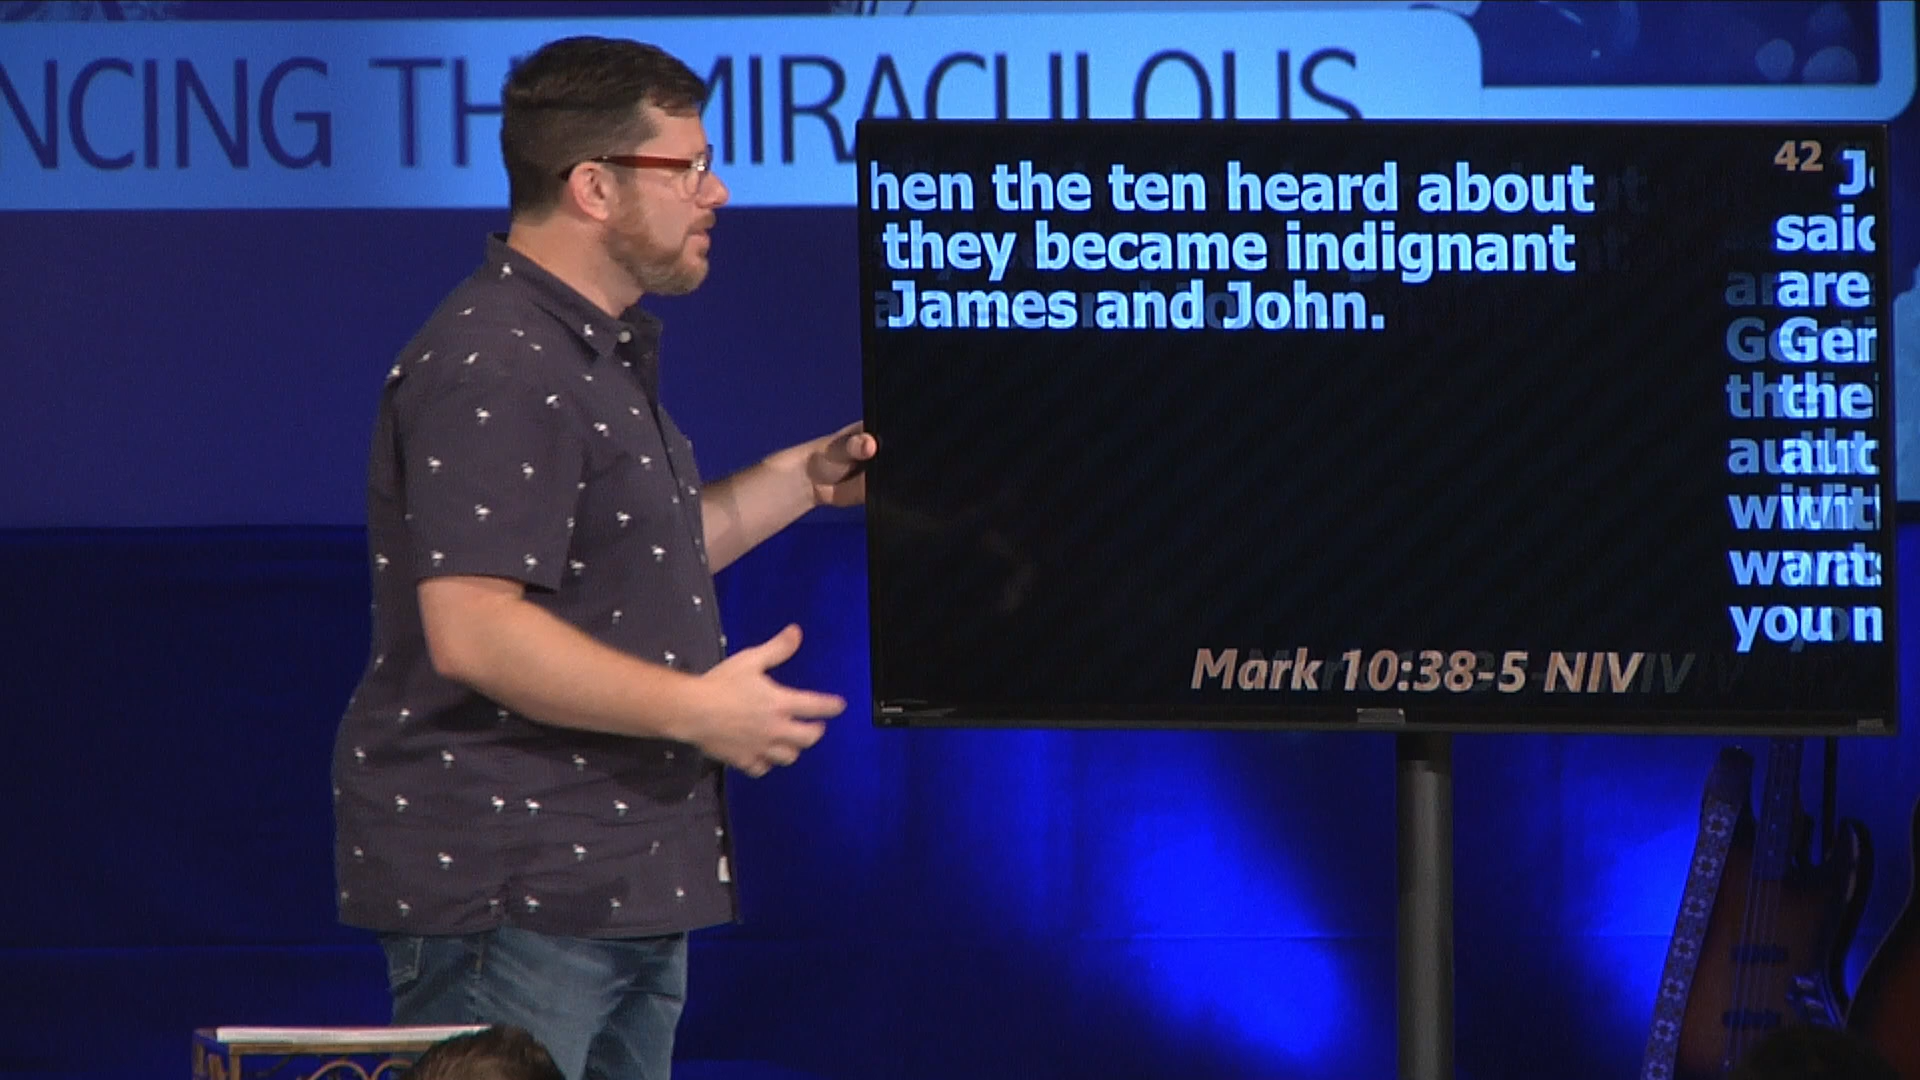 NCING TH MIRACULOUS
hen the ten heard about
they became indignant
James and John.
Mark 10:38-5 NIV
42 J
said
are
Ger
the
with
wants
you